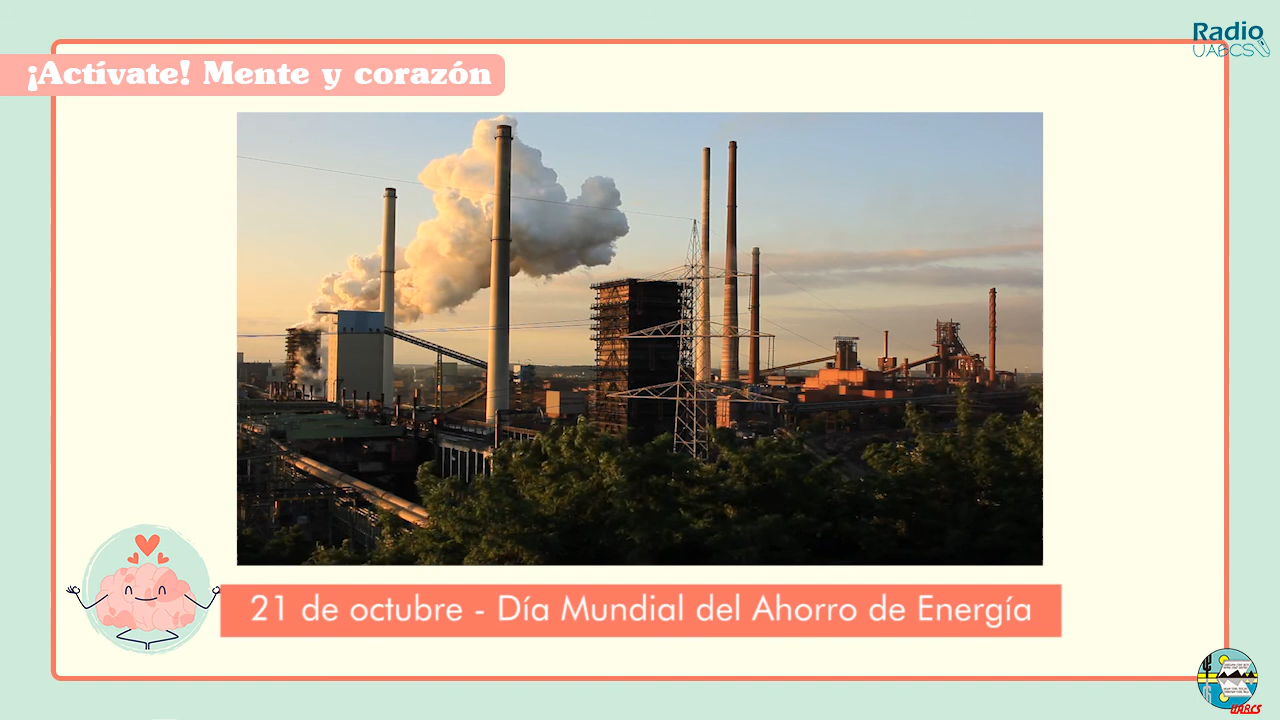 Radio
UABCS
¡Actívate! Mente y corazón
21 de octubre - Día Mundial del Ahorro de Energía
UABCS